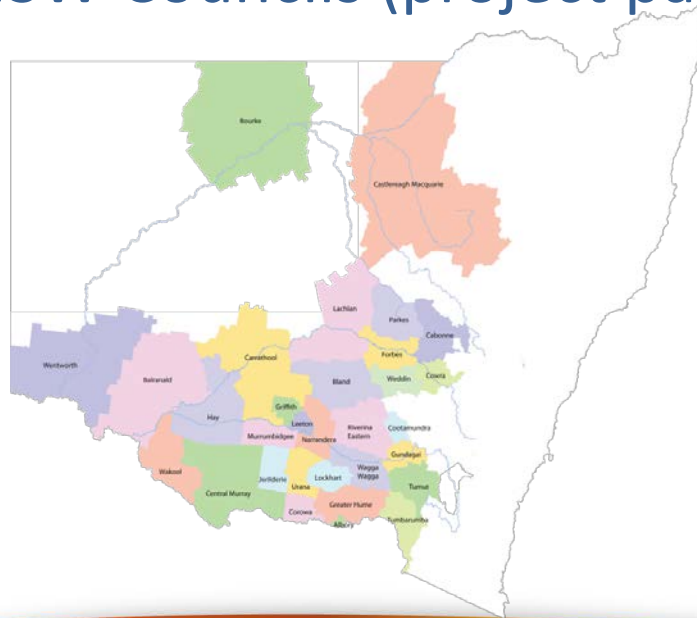 NSW Councils (project pa
Bourke
Castlereagh Macquarie
Lachlan
Parkes
Cabonne
Wentworth
Carrathool
Forbes
Balranald
Bland
Weddin
Cowra
Griffith
Hay
Leeton
Murrumbidgee
Narrandera
Riverina
Eastern
Cootamundra
Gundagai
Wakool
Jerilderie
Urana
Lockhart
Wagga
Wagga
Tumut
Central Murray
Greater Hume
Corowa
Albury
Tumbarumba